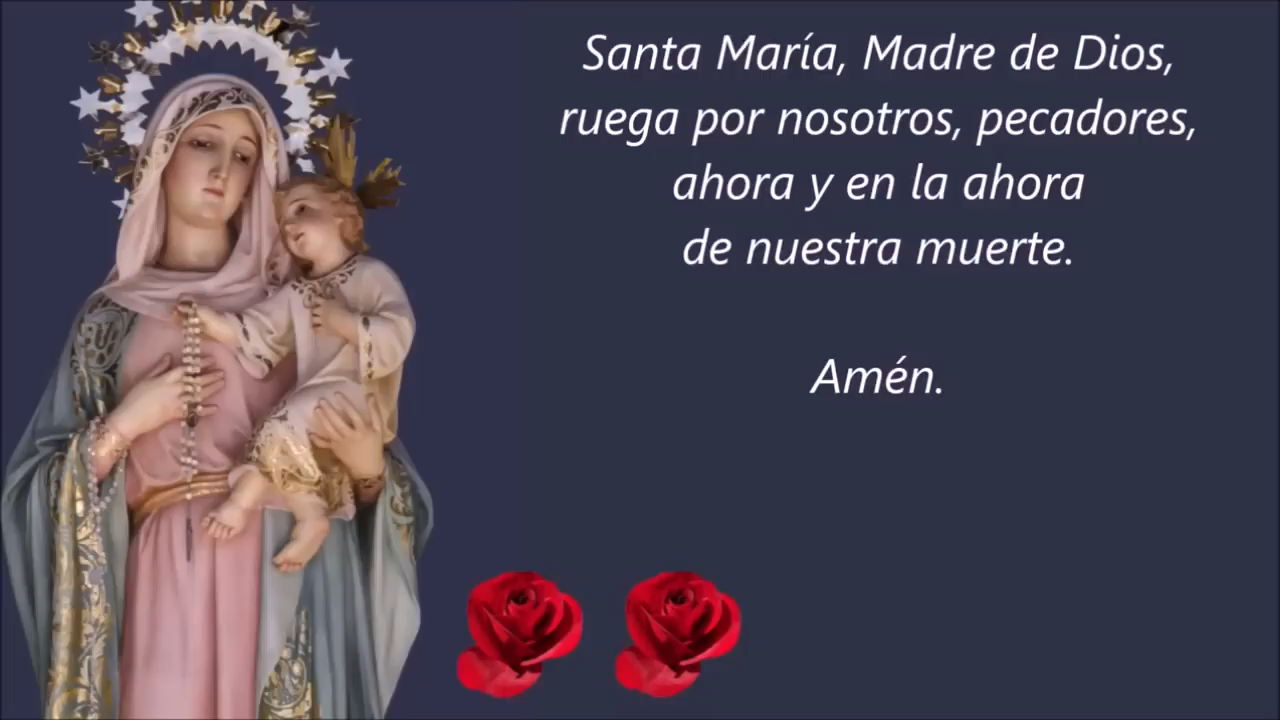 Santa María, Madre de Dios,
ruega por nosotros, pecadores,
ahora y en la ahora
de nuestra muerte.
Amén.